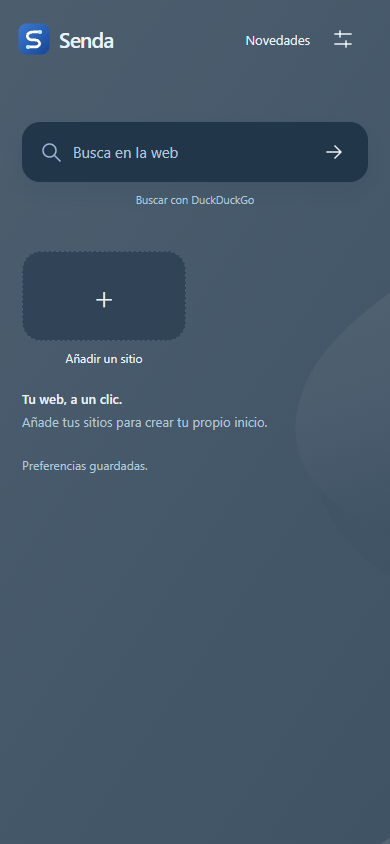 Senda
Novedades
Busca en la web
Buscar con DuckDuckGo
Añadir un sitio
Tu web, a un clic.
Añade tus sitios para crear tu propio inicio.
Preferencias guardadas.